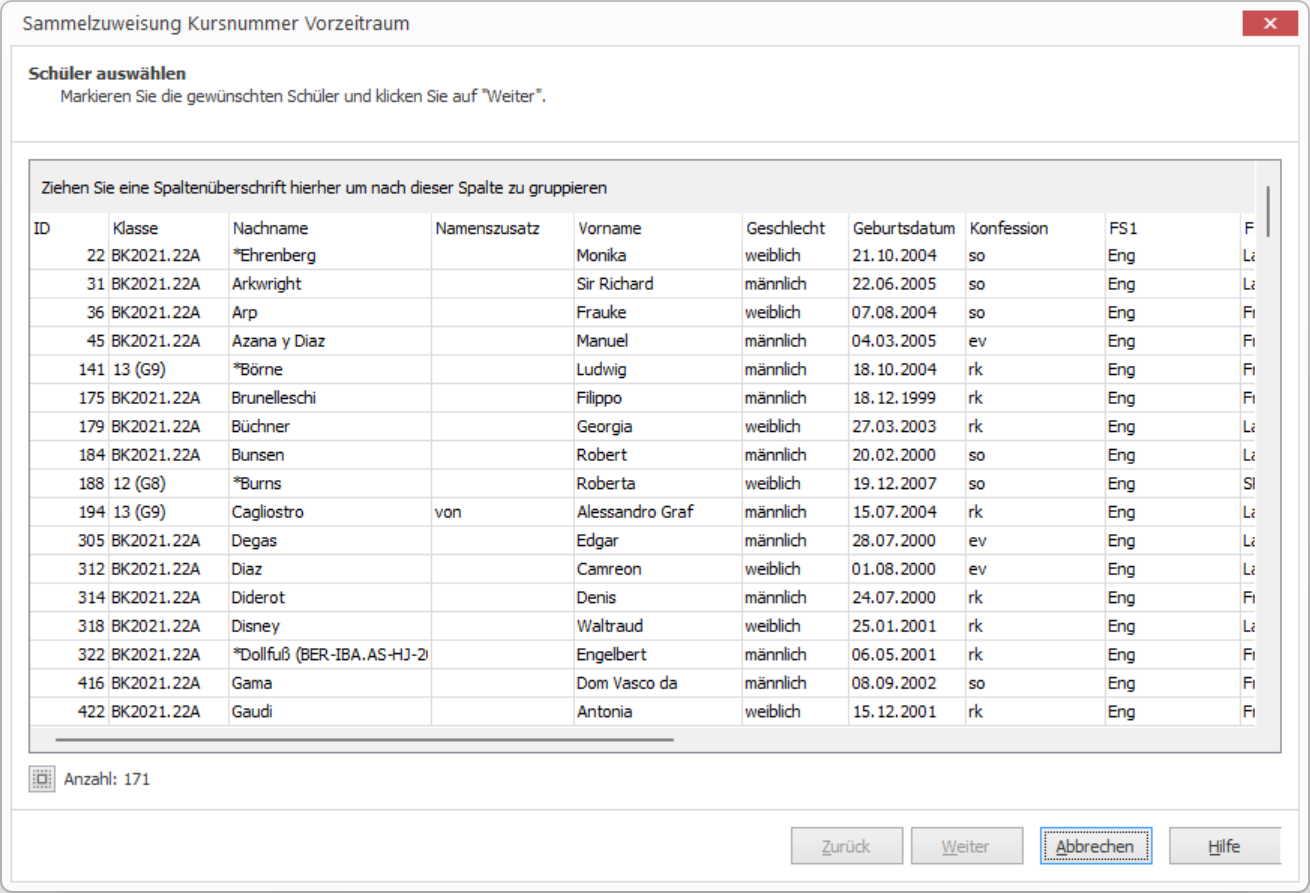 Sammelzuweisung Kursnummer Vorzeitraum
Schüler auswählen
Markieren Sie die gewünschten Schüler und klicken Sie auf "Weiter".
Ziehen Sie eine Spaltenüberschrift hierher um nach dieser Spalte zu gruppieren
ID Klasse Nachname Namenszusatz Vorname Geschlecht Geburtsdatum Konfession FS1 F
22 BK2021.22A *Ehrenberg Monika weiblich 21.10.2004 so Eng La
31 BK2021.22A Arkwright Sir Richard männlich 22.06.2005 so Eng La
36 BK2021.22A Arp Frauke weiblich 07.08.2004 so Eng Fr
45 BK2021.22A Azana y Diaz Manuel männlich 04.03.2005 ev Eng Fr
141 13 (G9) *Börne Ludwig männlich 18.10.2004 rk Eng Fr
175 BK2021.22A Brunelleschi Filippo männlich 18.12.1999 rk Eng Fr
179 BK2021.22A Büchner Georgia weiblich 27.03.2003 rk Eng La
184 BK2021.22A Bunsen Robert männlich 20.02.2000 so Eng La
188 12 (G8) *Burns Roberta weiblich 19.12.2007 so Eng
194 13 (G9) Cagliostro von Alessandro Graf männlich 15.07.2004 rk Eng La
305 BK2021.22A Degas Edgar männlich 28.07.2000 ev Eng La
312 BK2021.22A Diaz Camreon weiblich 01.08.2000 ev Eng La
314 BK2021.22A Diderot Denis männlich 24.07.2000 rk Eng Fr
318 BK2021.22A Disney Waltraud weiblich 25.01.2001 rk Eng La
322 BK2021.22A *Dollfuß (BER-IBA.AS-HJ-20 Engelbert männlich 06.05.2001 rk Eng Fr
416 BK2021.22A Gama Dom Vasco da männlich 08.09.2002 so Eng Fr
422 BK2021.22A Gaudi Antonia weiblich 15.12.2001 rk Eng Fr
Anzahl: 171
Zurück Weiter Abbrechen Hilfe